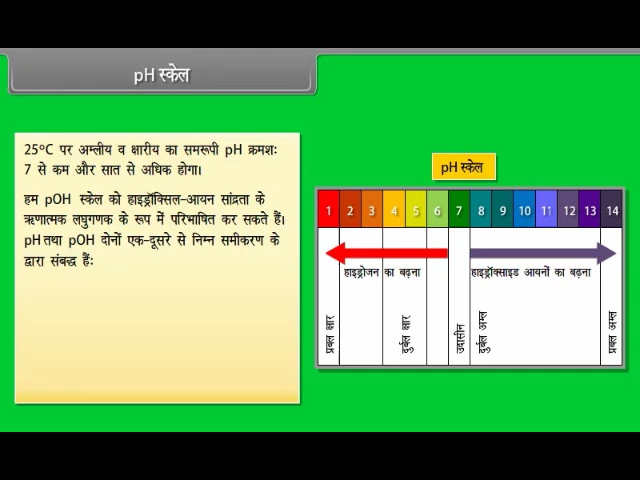 pH स्केल
25°C पर अम्लीय व क्षारीय का समरूपी pH क्रमशः
7 से कम और सात से अधिक होगा।
हम pOH स्केल को हाइड्रॉक्सिल-आयन सांद्रता के
ऋणात्मक लघुगणक के रूप में परिभाषित कर सकते हैं।
pH तथा pOH दोनों एक-दूसरे से निम्न समीकरण के
द्वारा संबद्ध हैं:
pH स्केल
1 2 3 4 5 6 7 8 9 10 11 12 13 14
हाइड्रोजन का बढ़ना
हाइड्रॉक्साइड आयनों का बढ़ना
प्रबल क्षार
दुर्बल क्षार
उदासीन
दुर्बल अम्ल
प्रबल अम्ल